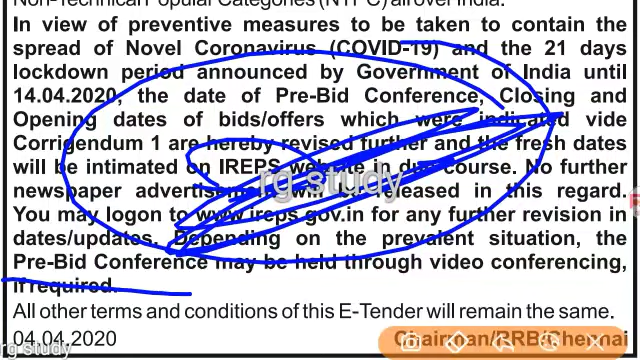 Non-Technical Popular Categories (NTPC) all over India.
In view of preventive measures to be taken to contain the
spread of Novel Coronavirus (COVID-19) and the 21 days
lockdown period announced by Government of India until
14.04.2020, the date of Pre-Bid Conference, Closing and
Opening dates of bids/offers which were indicated vide
Corrigendum 1 are hereby revised further and the fresh dates
will be intimated on IREPS website in due course. No further
newspaper advertisement will be released in this regard.
You may logon to www.ireps.gov.in for any further revision in
dates/updates. Depending on the prevalent situation, the
Pre-Bid Conference may be held through video conferencing,
if required.
All other terms and conditions of this E-Tender will remain the same.
04.04.2020 Chairman/RRB/Chennai
rg study
rg study